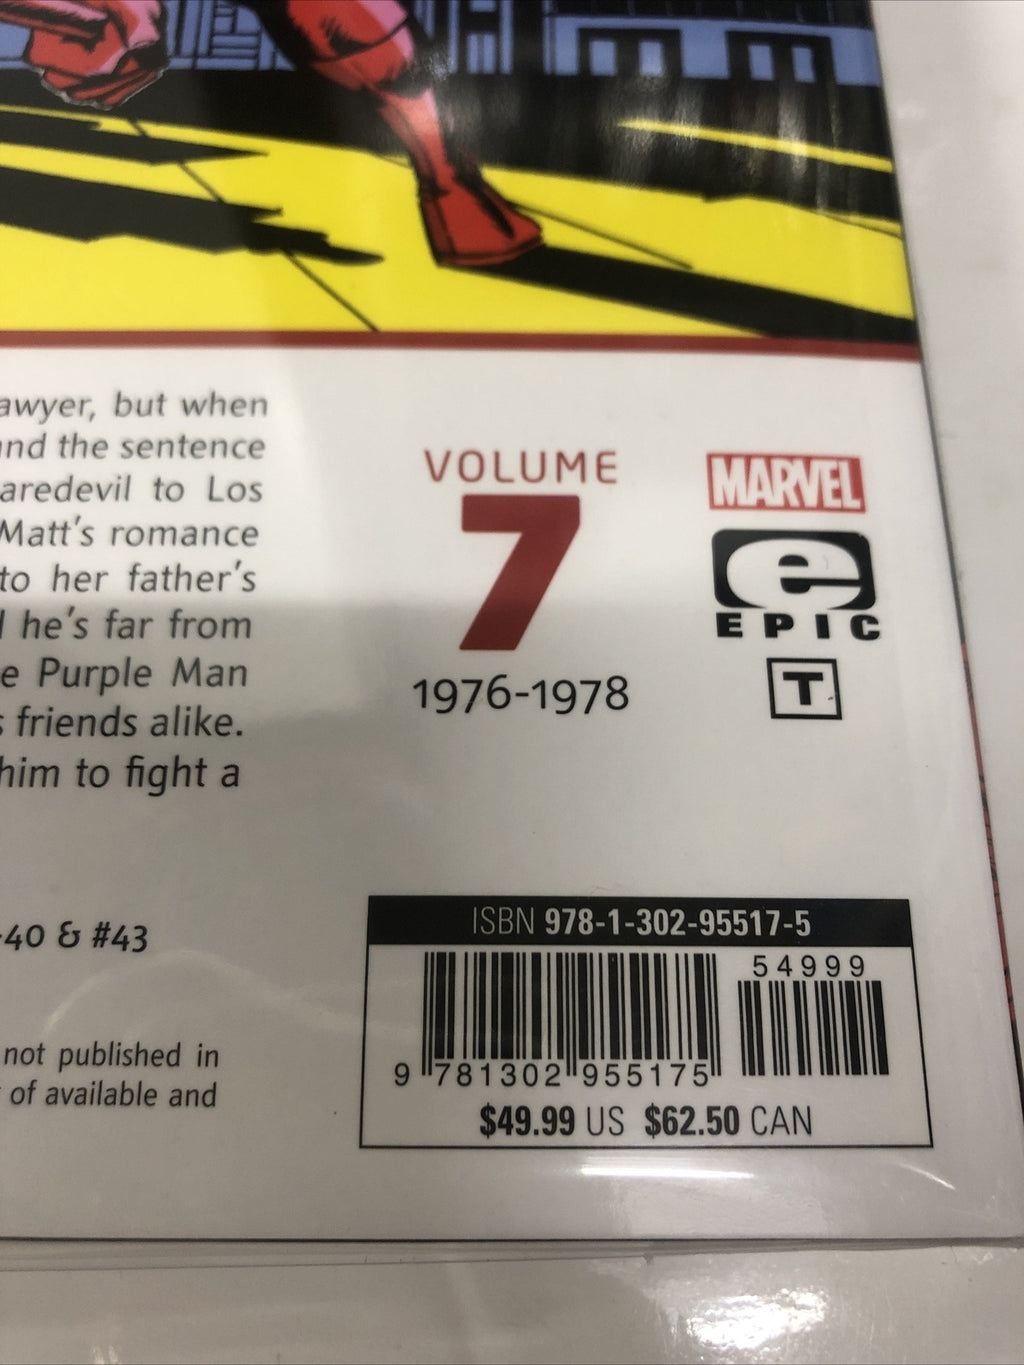 awyer, but when
and the sentence
aredevil to Los
Matt's romance
to her father's
he's far from
e Purple Man
s friends alike.
him to fight a
VOLUME
7
1976-1978
MARVEL
e
EPIC
T
-40 & #43
not published in
of available and
ISBN 978-1-302-95517-5
54999
9 781302 955175
$49.99 US $62.50 CAN